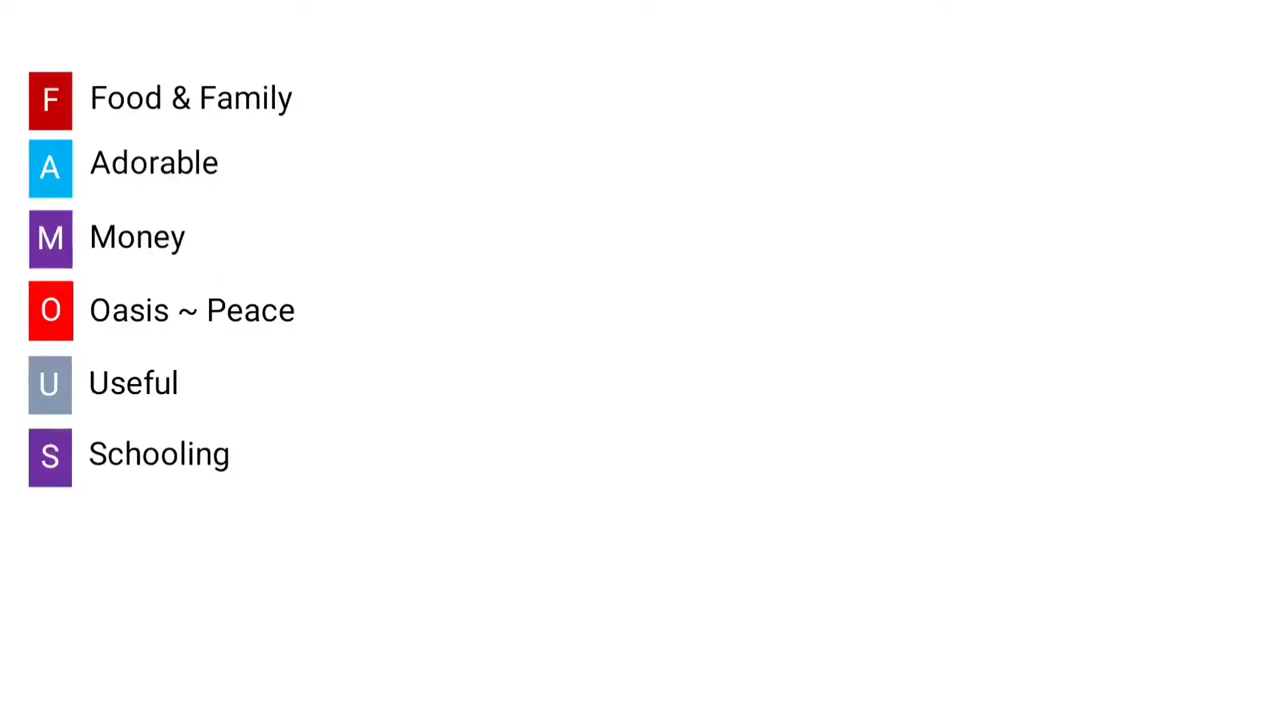 F Food & Family
A Adorable
M Money
O Oasis ~ Peace
U Useful
S Schooling